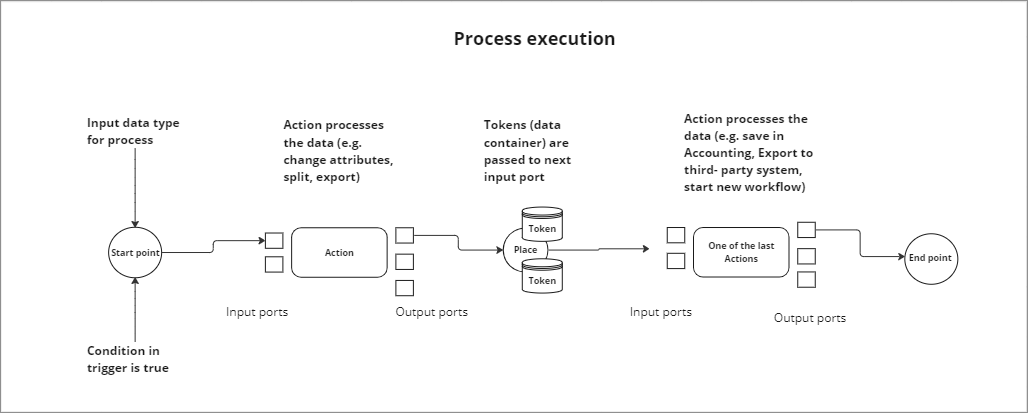 Process execution
Input data type
for process
Action processes
the data (e.g.
change attributes,
split, export)
Tokens (data
container) are
passed to next
input port
Action processes the
data (e.g. save in
Accounting, Export to
third- party system,
start new workflow)
Start point
Action
Token
Place
Token
One of the last
Actions
End point
Input ports
Output ports
Input ports
Output ports
Condition in
trigger is true